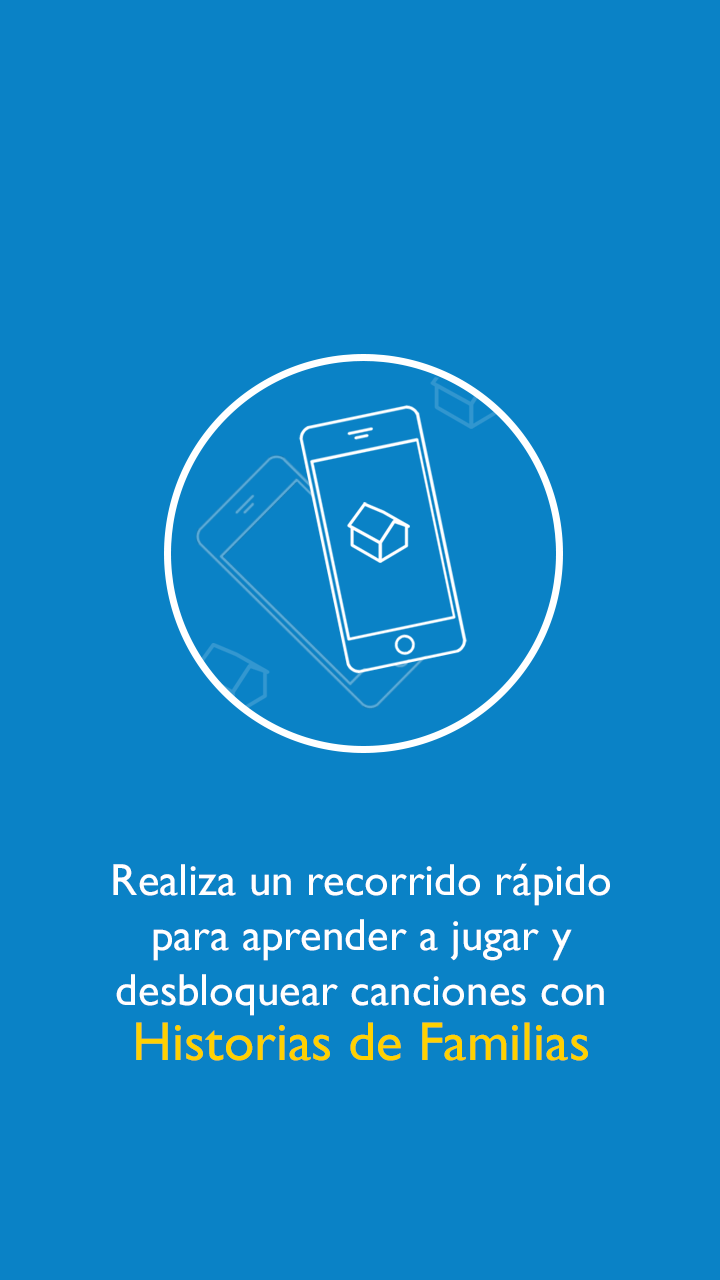 Realiza un recorrido rápido
para aprender a jugar y
desbloquear canciones con
Historias de Familias